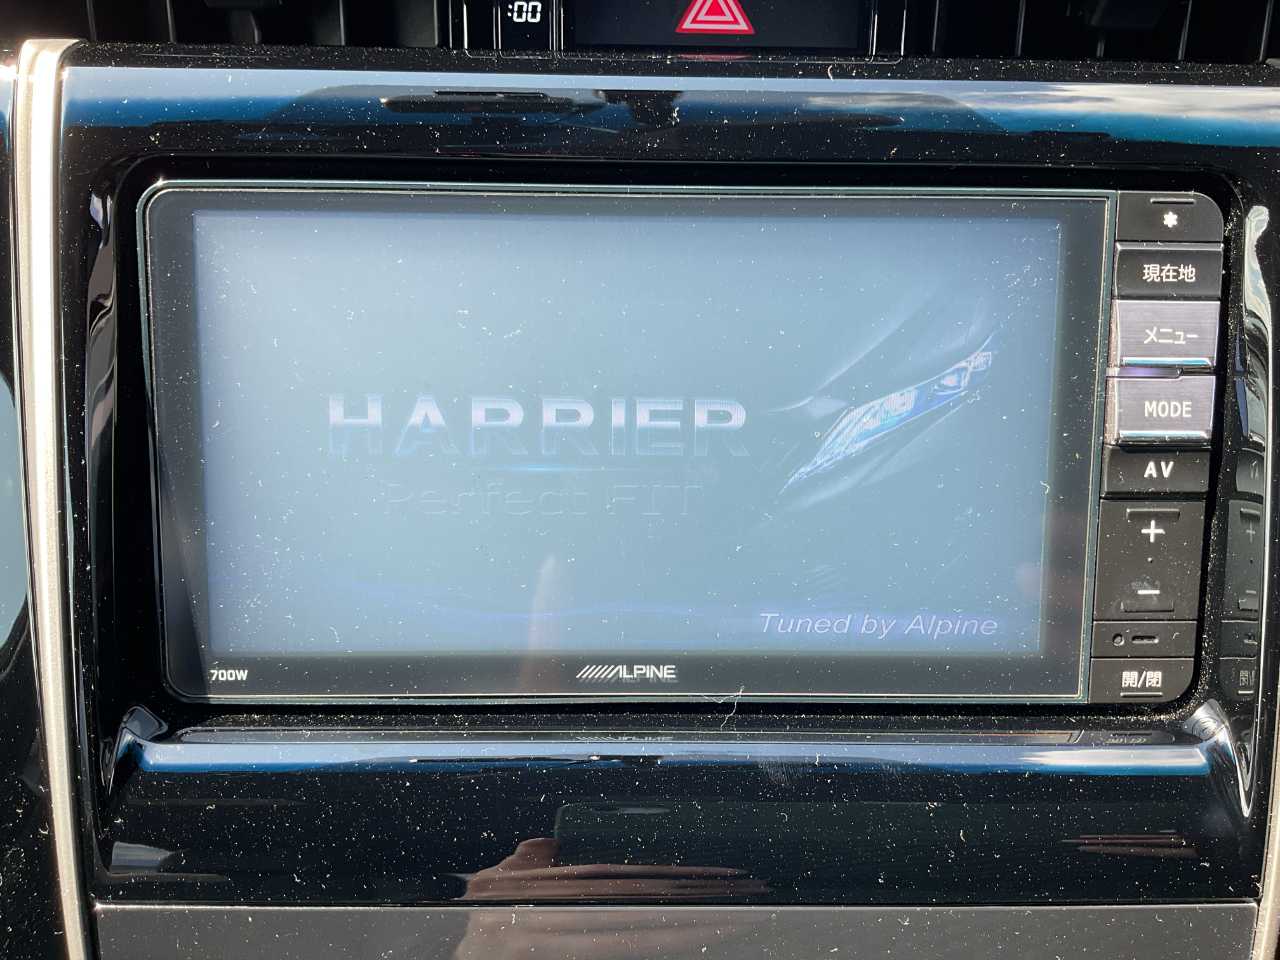 :00
現在地
メニュー
MODE
AV
+
-
開/閉
HARRIER
Perfect FIT
Tuned by Alpine
700W
ALPINE